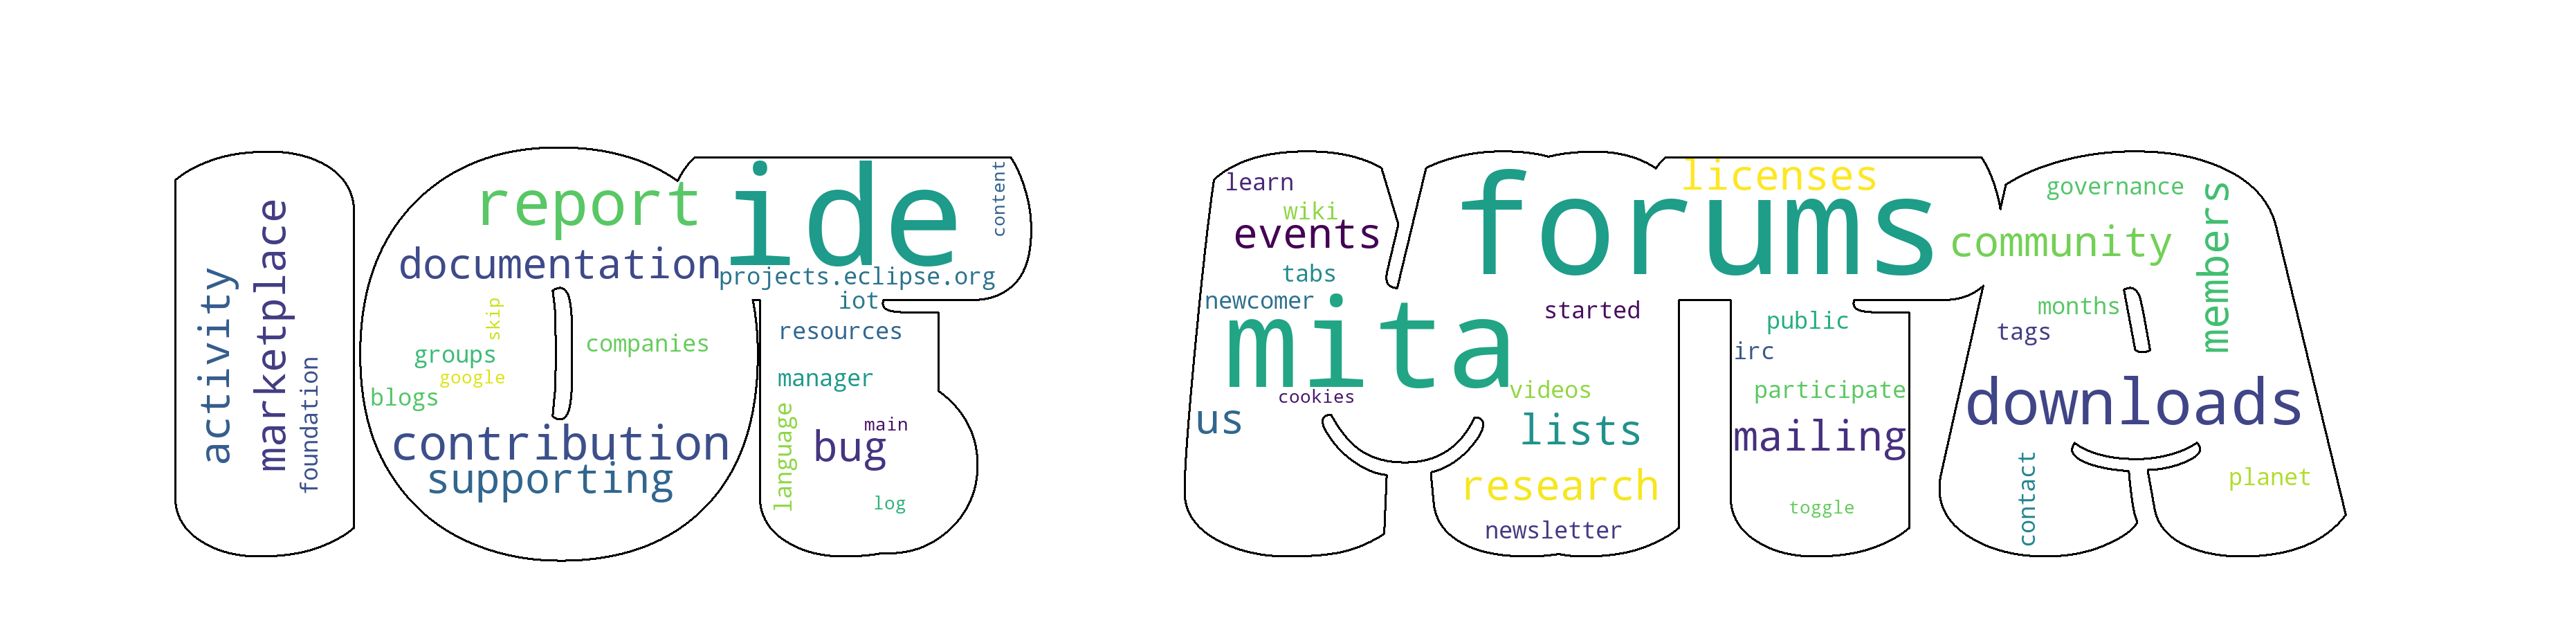 activity
marketplace
foundation
report
documentation
skip
groups
google
blogs
companies
contribution
supporting
ide
content
projects.eclipse.org
iot
resources
manager
language
main
bug
log
learn
wiki
events
tabs
newcomer
mita
cookies
us
forums
licenses
started
videos
lists
research
newsletter
public
irc
participate
mailing
toggle
governance
members
community
months
tags
downloads
contact
planet